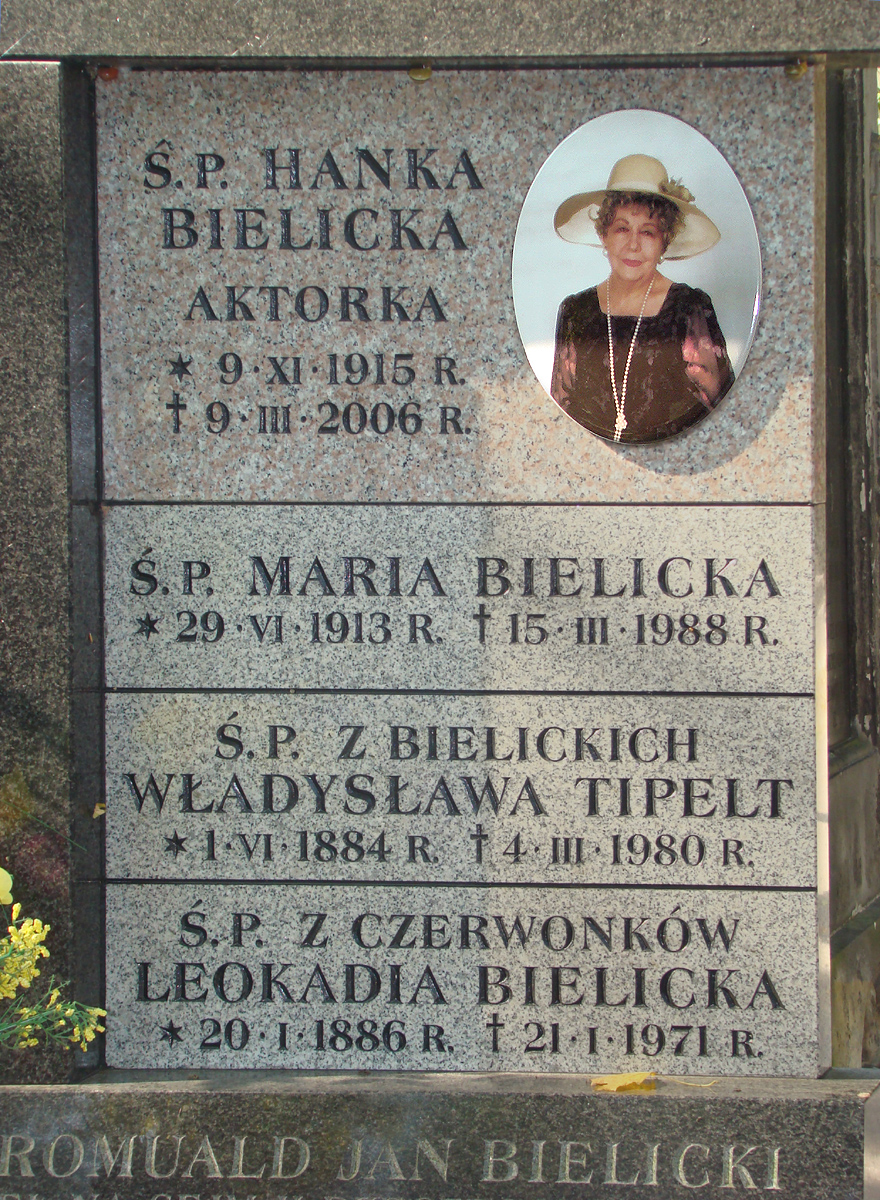 Ś.P. HANKA
BIELICKA
AKTORKA
* 9·XI·1915 R.
† 9·III·2006 R.
Ś.P. MARIA BIELICKA
* 29·VI·1913 R. † 15·III·1988 R.
Ś.P. Z BIELICKICH
WŁADYSŁAWA TIPELT
* 1·VI·1884 R. † 4·III·1980 R.
Ś.P. Z CZERWONKÓW
LEOKADIA BIELICKA
* 20·I·1886 R. † 21·I·1971 R.
ROMUALD JAN BIELICKI